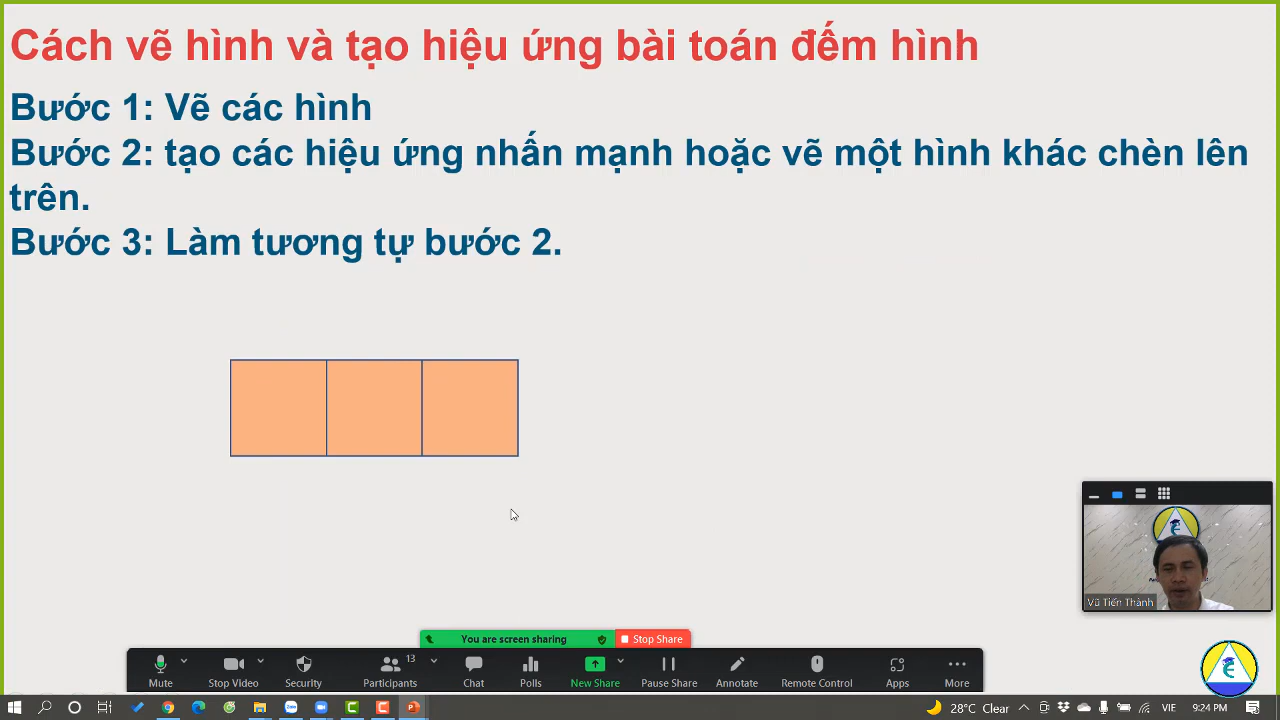 Cách vẽ hình và tạo hiệu ứng bài toán đếm hình
Bước 1: Vẽ các hình
Bước 2: tạo các hiệu ứng nhấn mạnh hoặc vẽ một hình khác chèn lên
trên.
Bước 3: Làm tương tự bước 2.
Vũ Tiến Thành
You are screen sharing
Stop Share
13
Mute
Stop Video
Security
Participants
Chat
Polls
New Share
Pause Share
Annotate
Remote Control
Apps
More
28°C Clear
VIE
9:24 PM